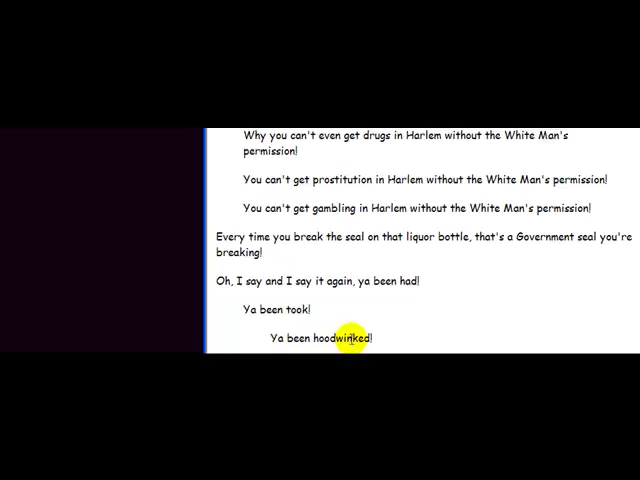 Why you can't even get drugs in Harlem without the White Man's
permission!
You can't get prostitution in Harlem without the White Man's permission!
You can't get gambling in Harlem without the White Man's permission!
Every time you break the seal on that liquor bottle, that's a Government seal you're
breaking!
Oh, I say and I say it again, ya been had!
Ya been took!
Ya been hoodwinked!